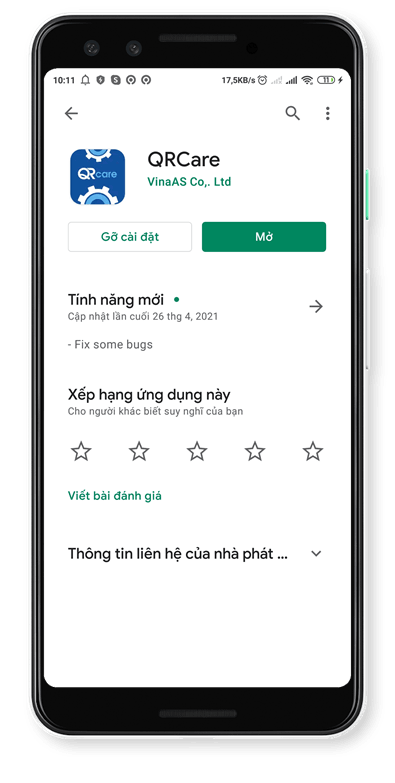 10:11 17,5KB/s 11
QRcare
QRCare
VinaAS Co,. Ltd
Gỡ cài đặt Mở
Tính năng mới
Cập nhật lần cuối 26 thg 4, 2021
- Fix some bugs
Xếp hạng ứng dụng này
Cho người khác biết suy nghĩ của bạn
Viết bài đánh giá
Thông tin liên hệ của nhà phát ...